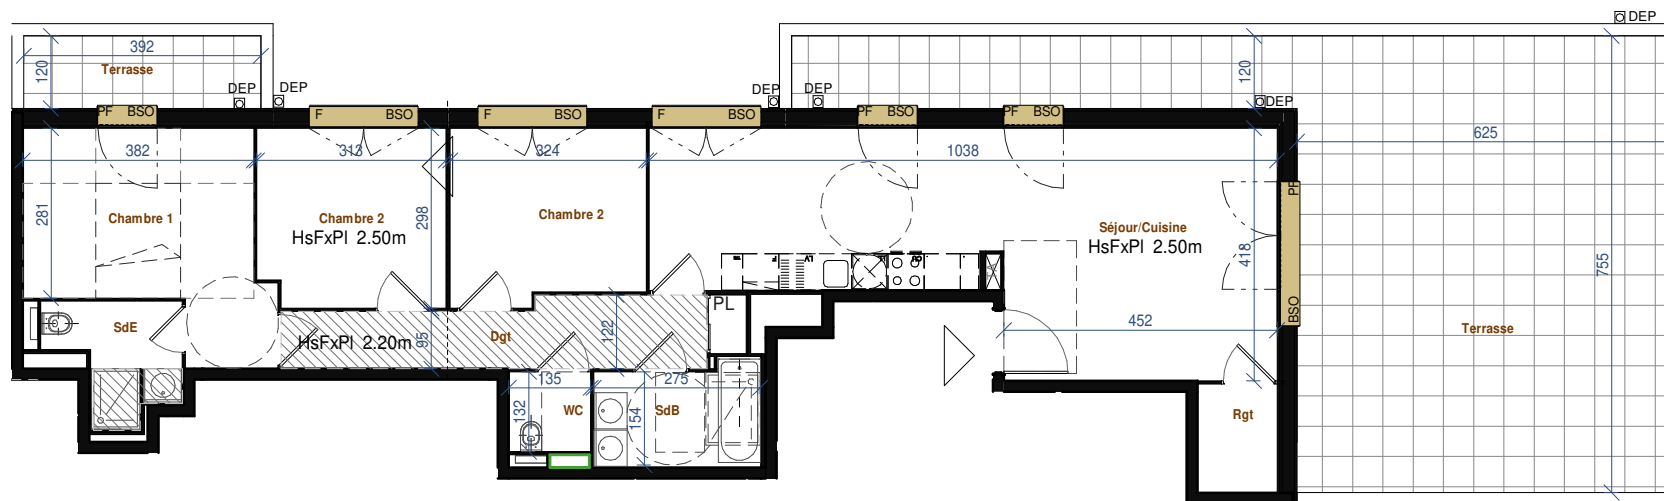 DEP
392
120
Terrasse
DEP
DEP
DEP
DEP
120
DEP
PF BSO
F BSO
F BSO
F BSO
PF BSO
PF BSO
625
382
313
324
1038
PF
281
Chambre 1
Chambre 2
298
HsFxPl 2.50m
Chambre 2
Séjour/Cuisine
HsFxPl 2.50m
418
755
LV
BSO
PL
SdE
HsFxPl 2.20m
95
Dgt
122
452
Terrasse
135
275
132
WC
154
SdB
Rgt